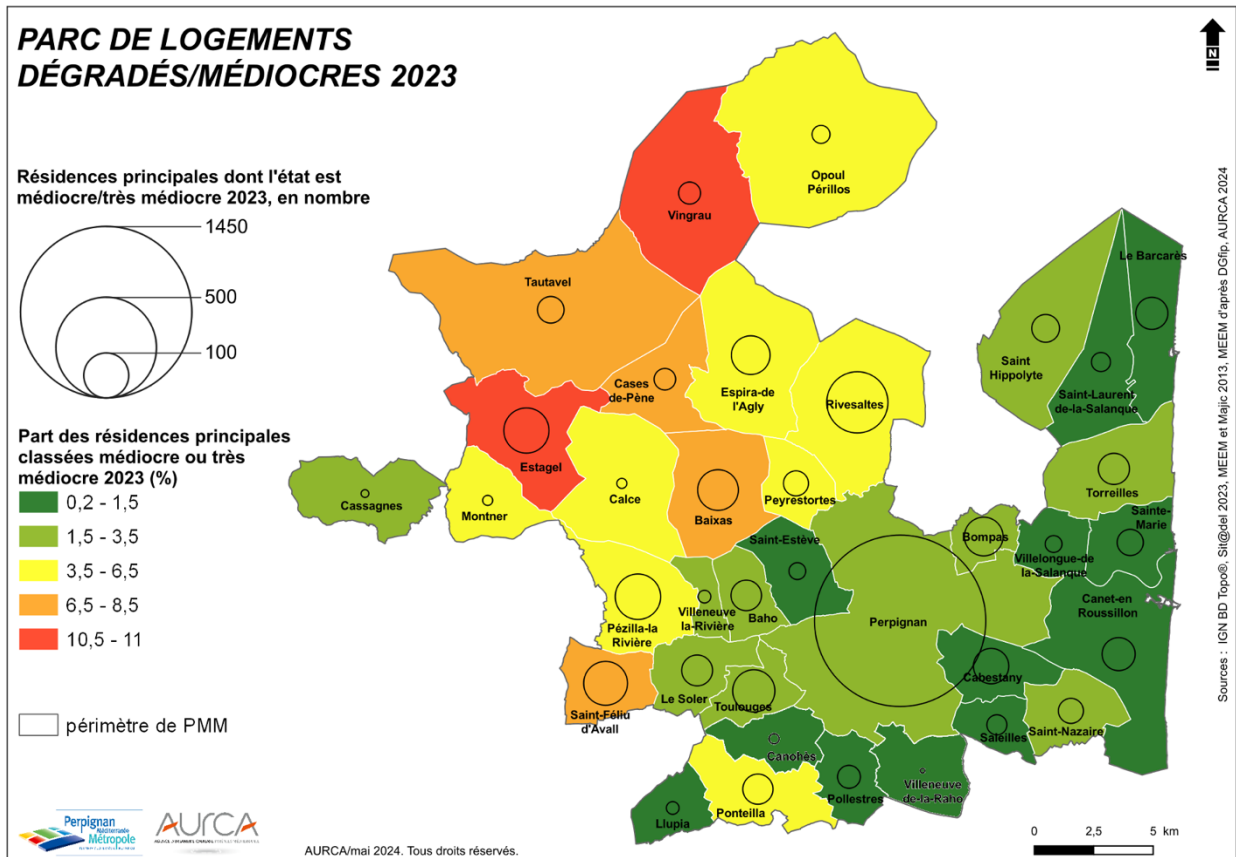 PARC DE LOGEMENTS
DÉGRADÉS/MÉDIOCRES 2023
N
Résidences principales dont l'état est
médiocre/très médiocre 2023, en nombre
1450
500
100
Part des résidences principales
classées médiocre ou très
médiocre 2023 (%)
0,2 - 1,5
1,5 - 3,5
3,5 - 6,5
6,5 - 8,5
10,5 - 11
périmètre de PMM
Opoul
Périllos
Vingrau
Tautavel
Le Barcarès
Saint
Hippolyte
Saint-Laurent
de-la-Salanque
Cases
de-Pène
Espira-de
l'Agly
Rivesaltes
Estagel
Cassagnes
Montner
Calce
Baixas
Peyrestortes
Torreilles
Sainte-
Marie
Saint-Estève
Bompas
Villelongue-de
la-Salanque
Canet-en
Roussillon
Pézilla-la
Rivière
Villeneuve
la-Rivière
Baho
Perpignan
Cabestany
Le Soler
Toulouges
Saint-Féliu
d'Avall
Saleilles
Saint-Nazaire
Canohès
Villeneuve
de-la-Raho
Pollestres
Ponteilla
Llupia
Sources : IGN BD Topo®, Sit@del 2023, MEEM et Majic 2013, MEEM d'après DGfip, AURCA 2024
Perpignan
Méditerranée
Métropole
AURCA
AURCA/mai 2024. Tous droits réservés.
0 2,5 5 km